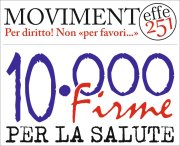 MOVIMENT effe 251
Per diritto! Non «per favori...»
10.000
Firme
PER LA SALUTE